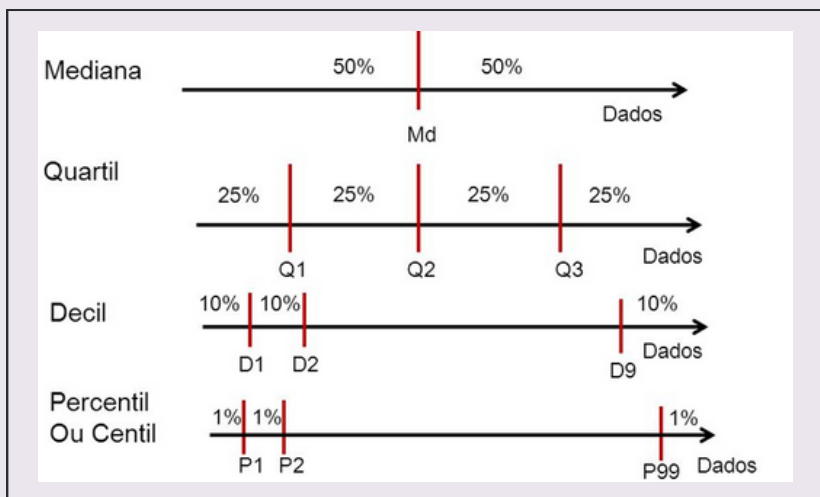 Mediana
50% 50%
Dados
Md
Quartil
25% 25% 25% 25%
Dados
Q1 Q2 Q3
Decil
10% 10% 10%
Dados
D1 D2 D9
Percentil
Ou Centil
1% 1% 1%
P1 P2 P99 Dados